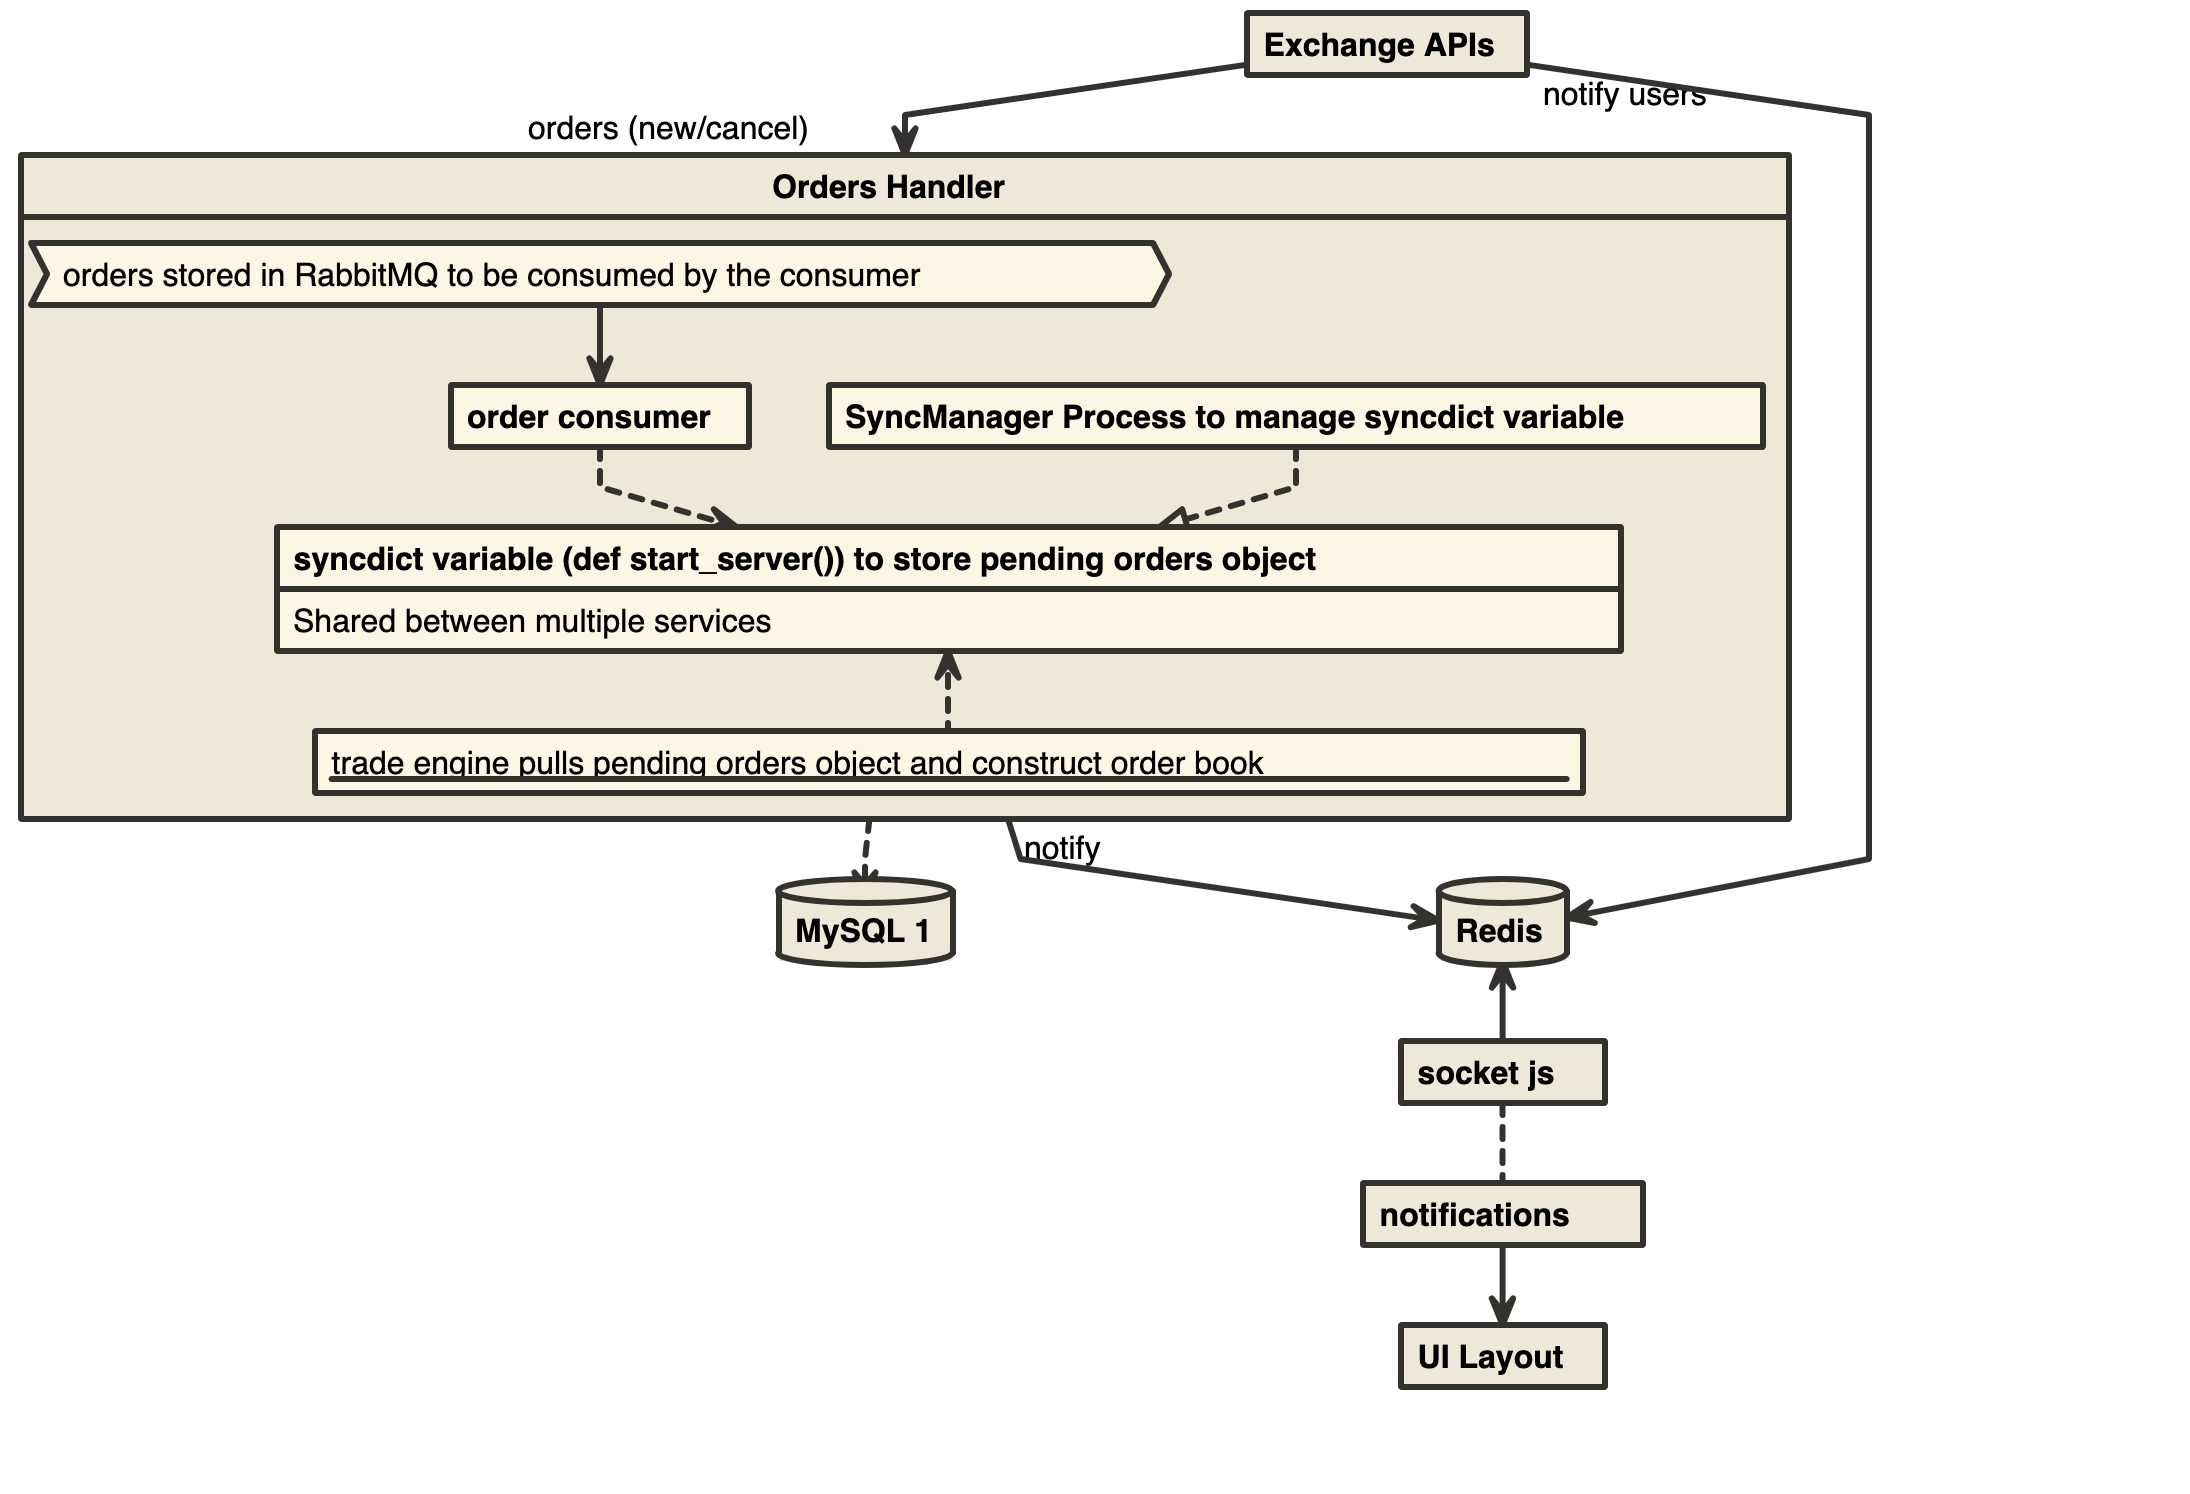 Exchange APIs
notify users
orders (new/cancel)
Orders Handler
orders stored in RabbitMQ to be consumed by the consumer
order consumer
SyncManager Process to manage syncdict variable
syncdict variable (def start_server()) to store pending orders object
Shared between multiple services
trade engine pulls pending orders object and construct order book
notify
MySQL 1
Redis
socket js
notifications
UI Layout